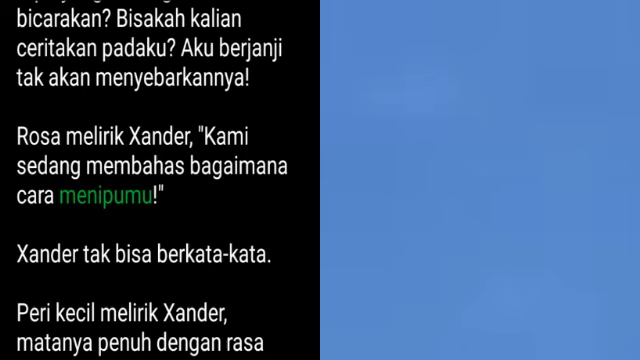 bicarakan? Bisakah kalian
ceritakan padaku? Aku berjanji
tak akan menyebarkannya!
Rosa melirik Xander, "Kami
sedang membahas bagaimana
cara menipumu!"
Xander tak bisa berkata-kata.
Peri kecil melirik Xander,
matanya penuh dengan rasa